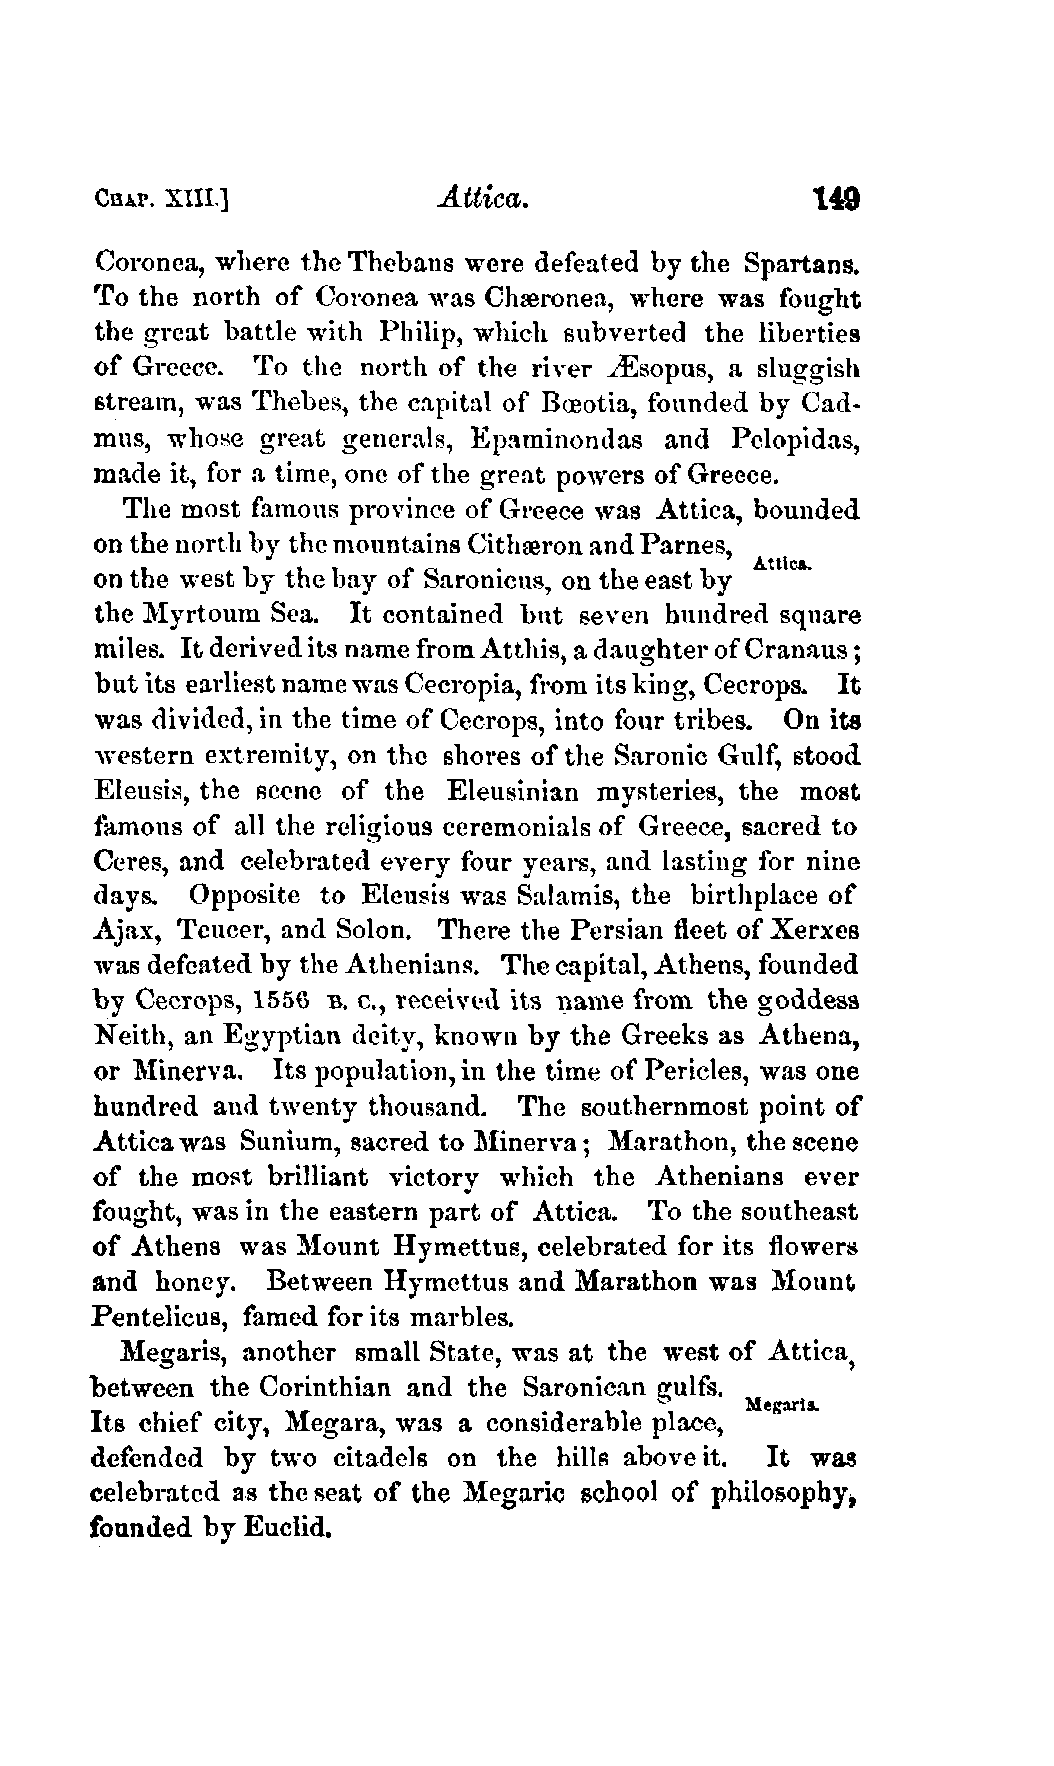 CHAP. XIII.] Attica. 149
Coronea, where the Thebans were defeated by the Spartans.
To the north of Coronea was Chæronea, where was fought
the great battle with Philip, which subverted the liberties
of Greece. To the north of the river Æsopus, a sluggish
stream, was Thebes, the capital of Bœotia, founded by Cad-
mus, whose great generals, Epaminondas and Pelopidas,
made it, for a time, one of the great powers of Greece.
The most famous province of Greece was Attica, bounded
on the north by the mountains Cithæron and Parnes,
Attica.
on the west by the bay of Saronicus, on the east by
the Myrtoum Sea. It contained but seven hundred square
miles. It derived its name from Atthis, a daughter of Cranaus;
but its earliest name was Cecropia, from its king, Cecrops. It
was divided, in the time of Cecrops, into four tribes. On its
western extremity, on the shores of the Saronic Gulf, stood
Eleusis, the scene of the Eleusinian mysteries, the most
famous of all the religious ceremonials of Greece, sacred to
Ceres, and celebrated every four years, and lasting for nine
days. Opposite to Eleusis was Salamis, the birthplace of
Ajax, Teucer, and Solon. There the Persian fleet of Xerxes
was defeated by the Athenians. The capital, Athens, founded
by Cecrops, 1556 B. C., received its name from the goddess
Neith, an Egyptian deity, known by the Greeks as Athena,
or Minerva. Its population, in the time of Pericles, was one
hundred and twenty thousand. The southernmost point of
Attica was Sunium, sacred to Minerva; Marathon, the scene
of the most brilliant victory which the Athenians ever
fought, was in the eastern part of Attica. To the southeast
of Athens was Mount Hymettus, celebrated for its flowers
and honey. Between Hymettus and Marathon was Mount
Pentelicus, famed for its marbles.
Megaris, another small State, was at the west of Attica,
between the Corinthian and the Saronican gulfs.
Megaris.
Its chief city, Megara, was a considerable place,
defended by two citadels on the hills above it. It was
celebrated as the seat of the Megaric school of philosophy,
founded by Euclid.